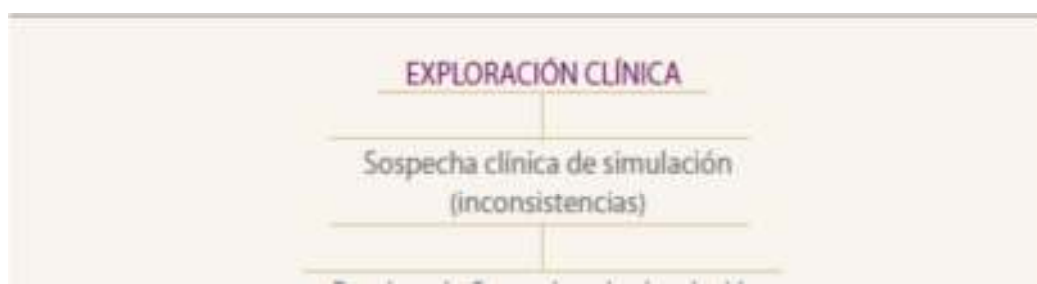 EXPLORACIÓN CLÍNICA
Sospecha clínica de simulación
(inconsistencias)